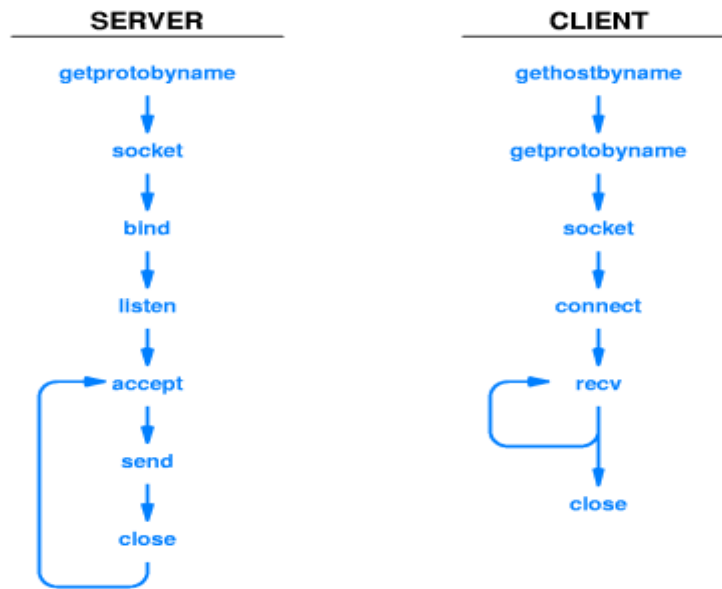 SERVER
getprotobyname
socket
bind
listen
accept
send
close
CLIENT
gethostbyname
getprotobyname
socket
connect
recv
close